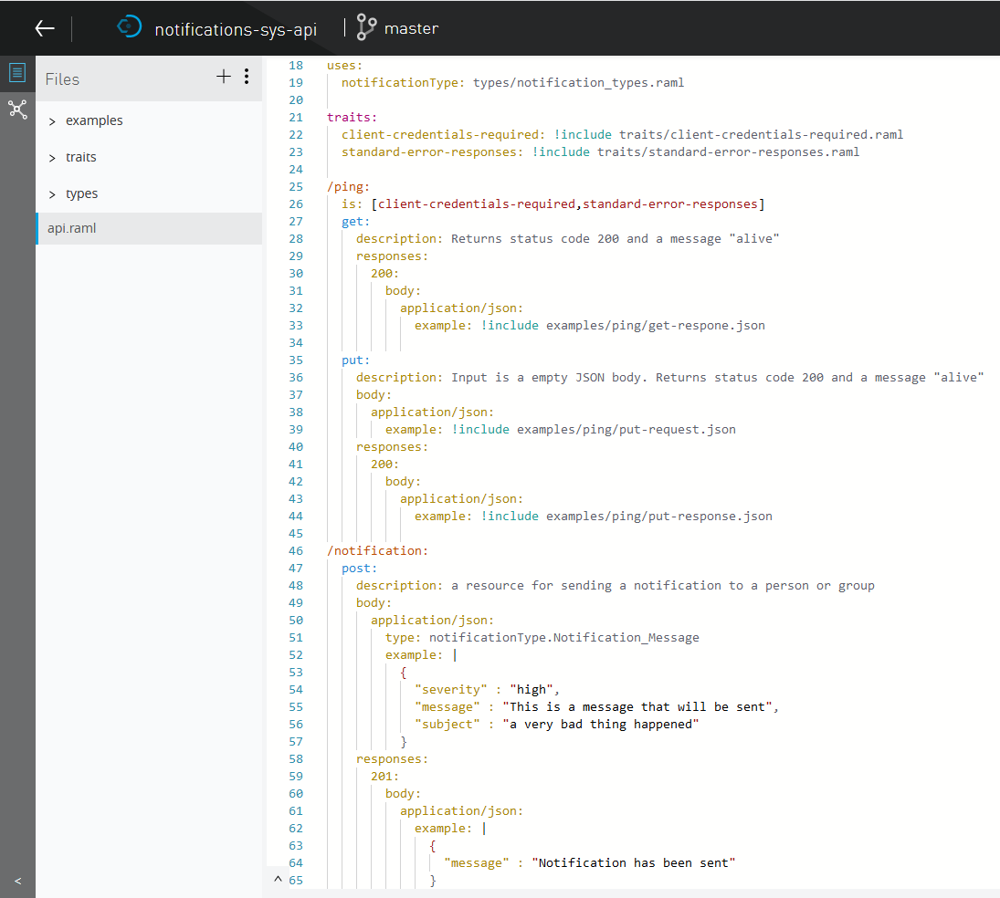 notifications-sys-api
master
Files
examples
traits
types
api.raml
18 uses:
19 notificationType: types/notification_types.raml
20
21 traits:
22 client-credentials-required: !include traits/client-credentials-required.raml
23 standard-error-responses: !include traits/standard-error-responses.raml
24
25 /ping:
26 is: [client-credentials-required,standard-error-responses]
27 get:
28 description: Returns status code 200 and a message "alive"
29 responses:
30 200:
31 body:
32 application/json:
33 example: !include examples/ping/get-respone.json
34
35 put:
36 description: Input is a empty JSON body. Returns status code 200 and a message "alive"
37 body:
38 application/json:
39 example: !include examples/ping/put-request.json
40 responses:
41 200:
42 body:
43 application/json:
44 example: !include examples/ping/put-response.json
45
46 /notification:
47 post:
48 description: a resource for sending a notification to a person or group
49 body:
50 application/json:
51 type: notificationType.Notification_Message
52 example: |
53 {
54 "severity" : "high",
55 "message" : "This is a message that will be sent",
56 "subject" : "a very bad thing happened"
57 }
58 responses:
59 201:
60 body:
61 application/json:
62 example: |
63 {
64 "message" : "Notification has been sent"
65 }